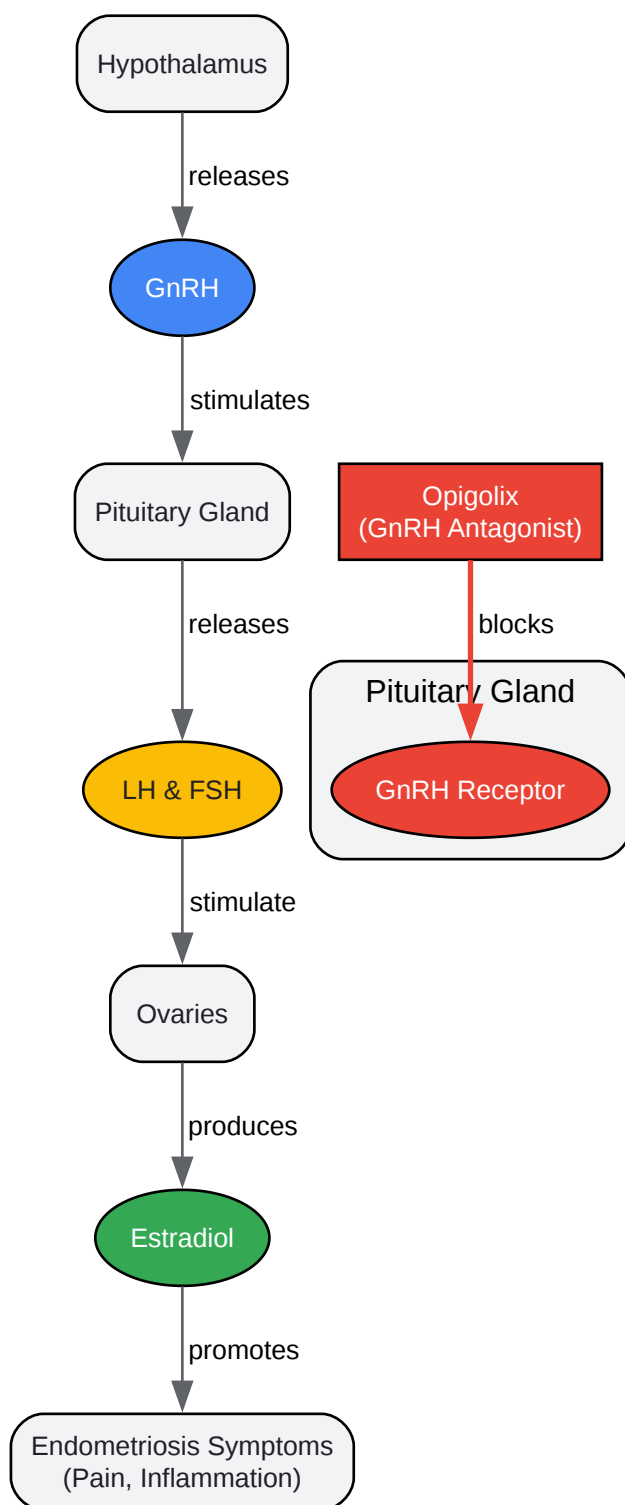 Hypothalamus
releases
GnRH
stimulates
Pituitary Gland
Opigolix
(GnRH Antagonist)
releases
blocks
Pituitary Gland
LH & FSH
GnRH Receptor
stimulate
Ovaries
produces
Estradiol
promotes
Endometriosis Symptoms
(Pain, Inflammation)